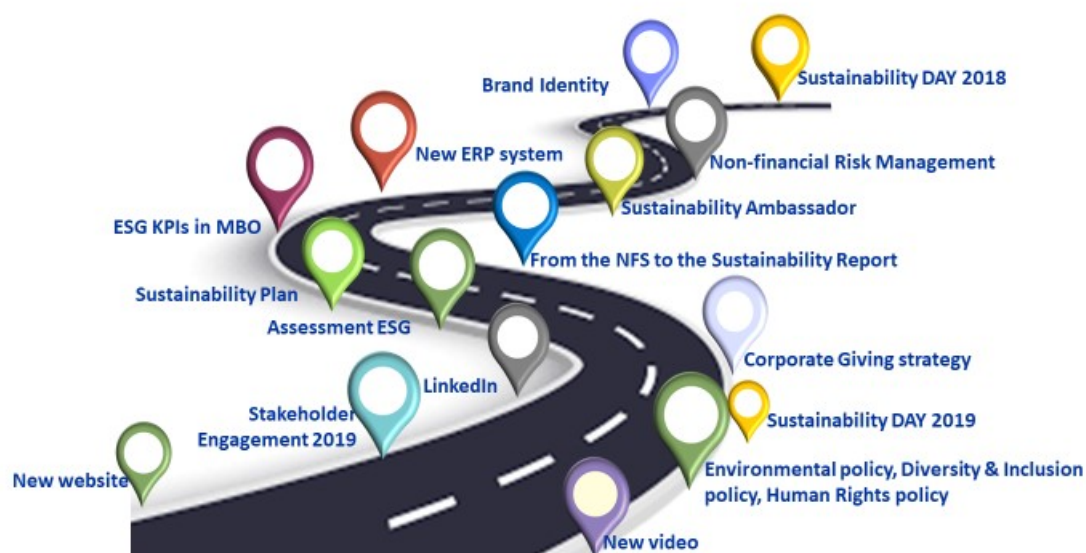 Sustainability DAY 2018
Brand Identity
New ERP system
Non-financial Risk Management
Sustainability Ambassador
ESG KPIs in MBO
From the NFS to the Sustainability Report
Sustainability Plan
Assessment ESG
Corporate Giving strategy
LinkedIn
Stakeholder
Engagement 2019
Sustainability DAY 2019
Environmental policy, Diversity & Inclusion
policy, Human Rights policy
New website
New video